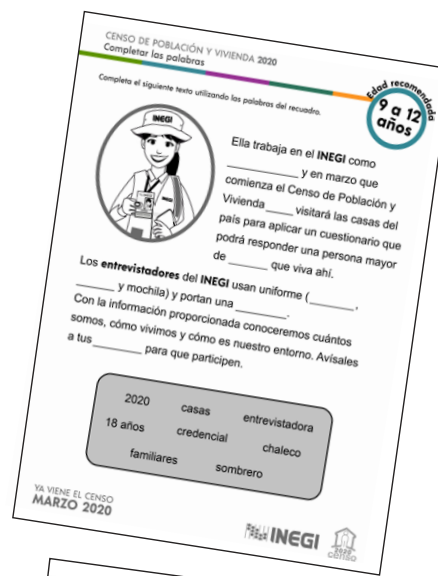 CENSO DE POBLACIÓN Y VIVIENDA 2020
Completar las palabras
Edad recomendada
9 a 12
años
Completa el siguiente texto utilizando las palabras del recuadro.
INEGI
Ella trabaja en el INEGI como
________ y en marzo que
comienza el Censo de Población y
Vivienda ____ visitará las casas del
país para aplicar un cuestionario que
podrá responder una persona mayor
de ______ que viva ahí.
Los entrevistadores del INEGI usan uniforme (_______,
______ y mochila) y portan una ________.
Con la información proporcionada conoceremos cuántos
somos, cómo vivimos y cómo es nuestro entorno. Avísales
a tus________ para que participen.
2020 casas entrevistadora
18 años credencial chaleco
familiares sombrero
YA VIENE EL CENSO
MARZO 2020
INEGI
2020
censo